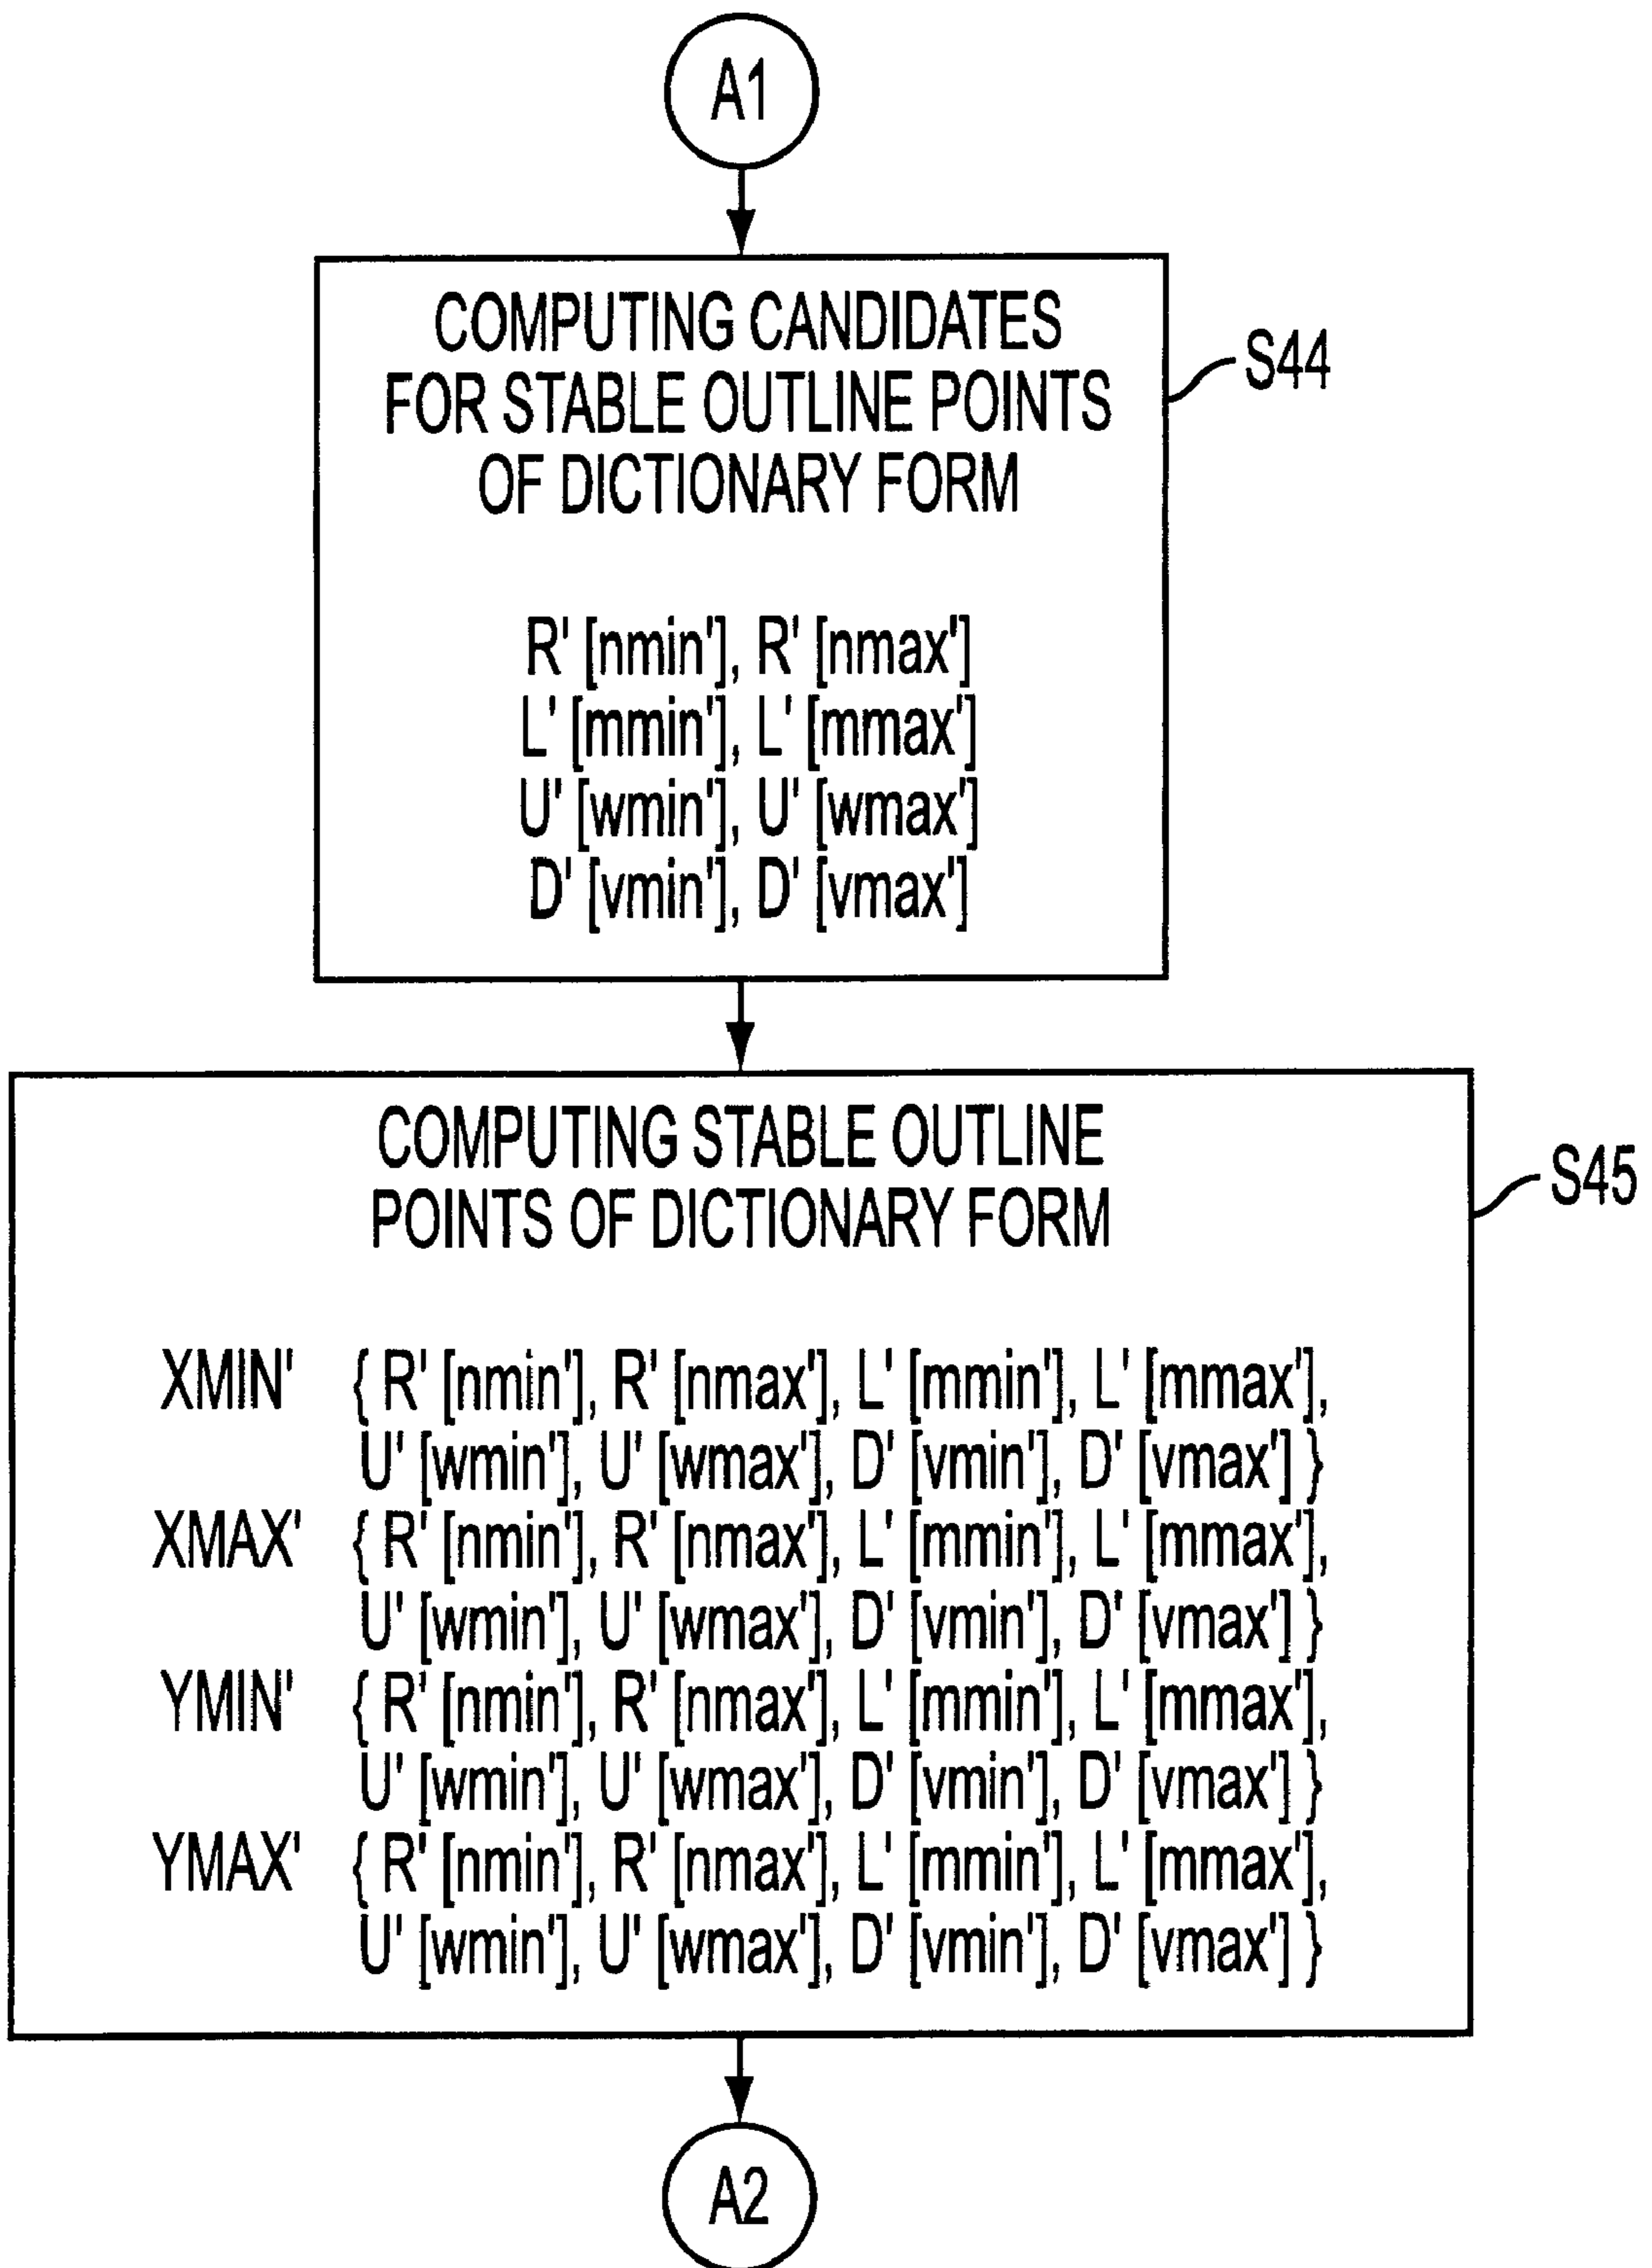 A1
COMPUTING CANDIDATES
FOR STABLE OUTLINE POINTS
OF DICTIONARY FORM
S44
R' [nmin'], R' [nmax']
L' [mmin'], L' [mmax']
U' [wmin'], U' [wmax']
D' [vmin'], D' [vmax']
COMPUTING STABLE OUTLINE
POINTS OF DICTIONARY FORM
S45
XMIN' { R' [nmin'], R' [nmax'], L' [mmin'], L' [mmax'],
U' [wmin'], U' [wmax'], D' [vmin'], D' [vmax'] }
XMAX' { R' [nmin'], R' [nmax'], L' [mmin'], L' [mmax'],
U' [wmin'], U' [wmax'], D' [vmin'], D' [vmax'] }
YMIN' { R' [nmin'], R' [nmax'], L' [mmin'], L' [mmax'],
U' [wmin'], U' [wmax'], D' [vmin'], D' [vmax'] }
YMAX' { R' [nmin'], R' [nmax'], L' [mmin'], L' [mmax'],
U' [wmin'], U' [wmax'], D' [vmin'], D' [vmax'] }
A2